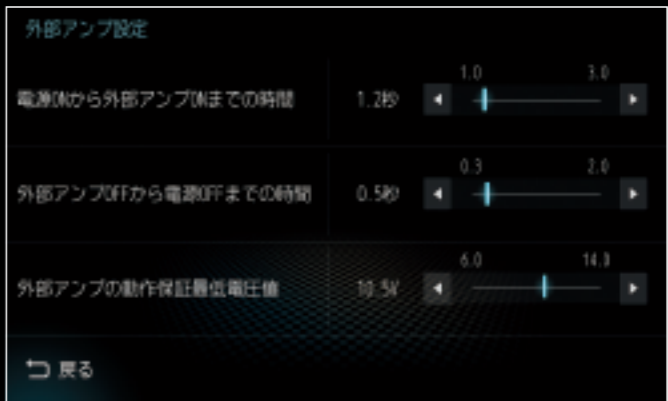 外部アンプ設定
1.0 3.0
電源ONから外部アンプONまでの時間 1.2秒
0.3 2.0
外部アンプOFFから電源OFFまでの時間 0.5秒
6.0 14.0
外部アンプの動作保証最低電圧値 10.5V
戻る